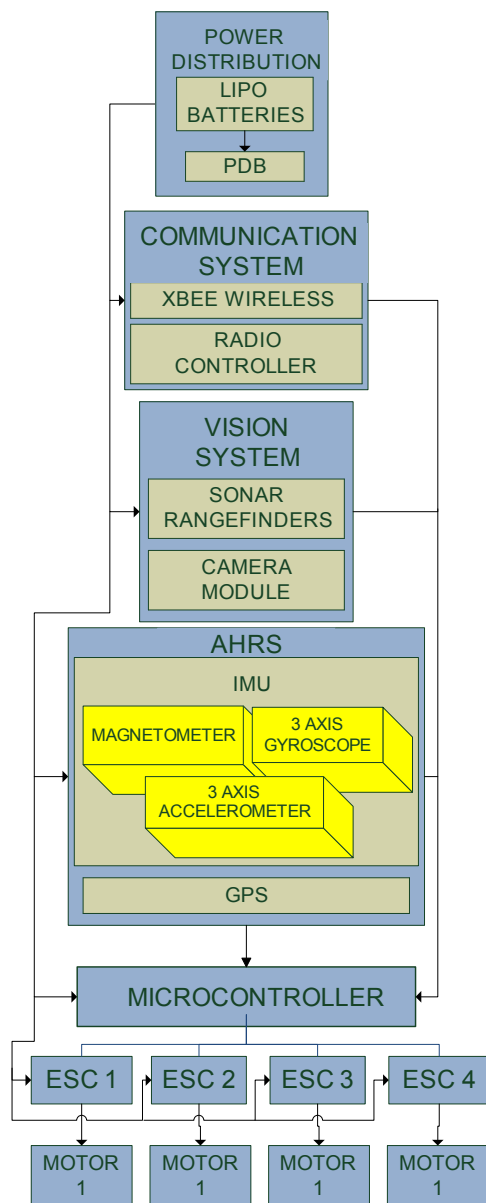 POWER
DISTRIBUTION
LIPO
BATTERIES
PDB
COMMUNICATION
SYSTEM
XBEE WIRELESS
RADIO
CONTROLLER
VISION
SYSTEM
SONAR
RANGEFINDERS
CAMERA
MODULE
AHRS
IMU
MAGNETOMETER
3 AXIS
GYROSCOPE
3 AXIS
ACCELEROMETER
GPS
MICROCONTROLLER
ESC 1
ESC 2
ESC 3
ESC 4
MOTOR
1
MOTOR
1
MOTOR
1
MOTOR
1